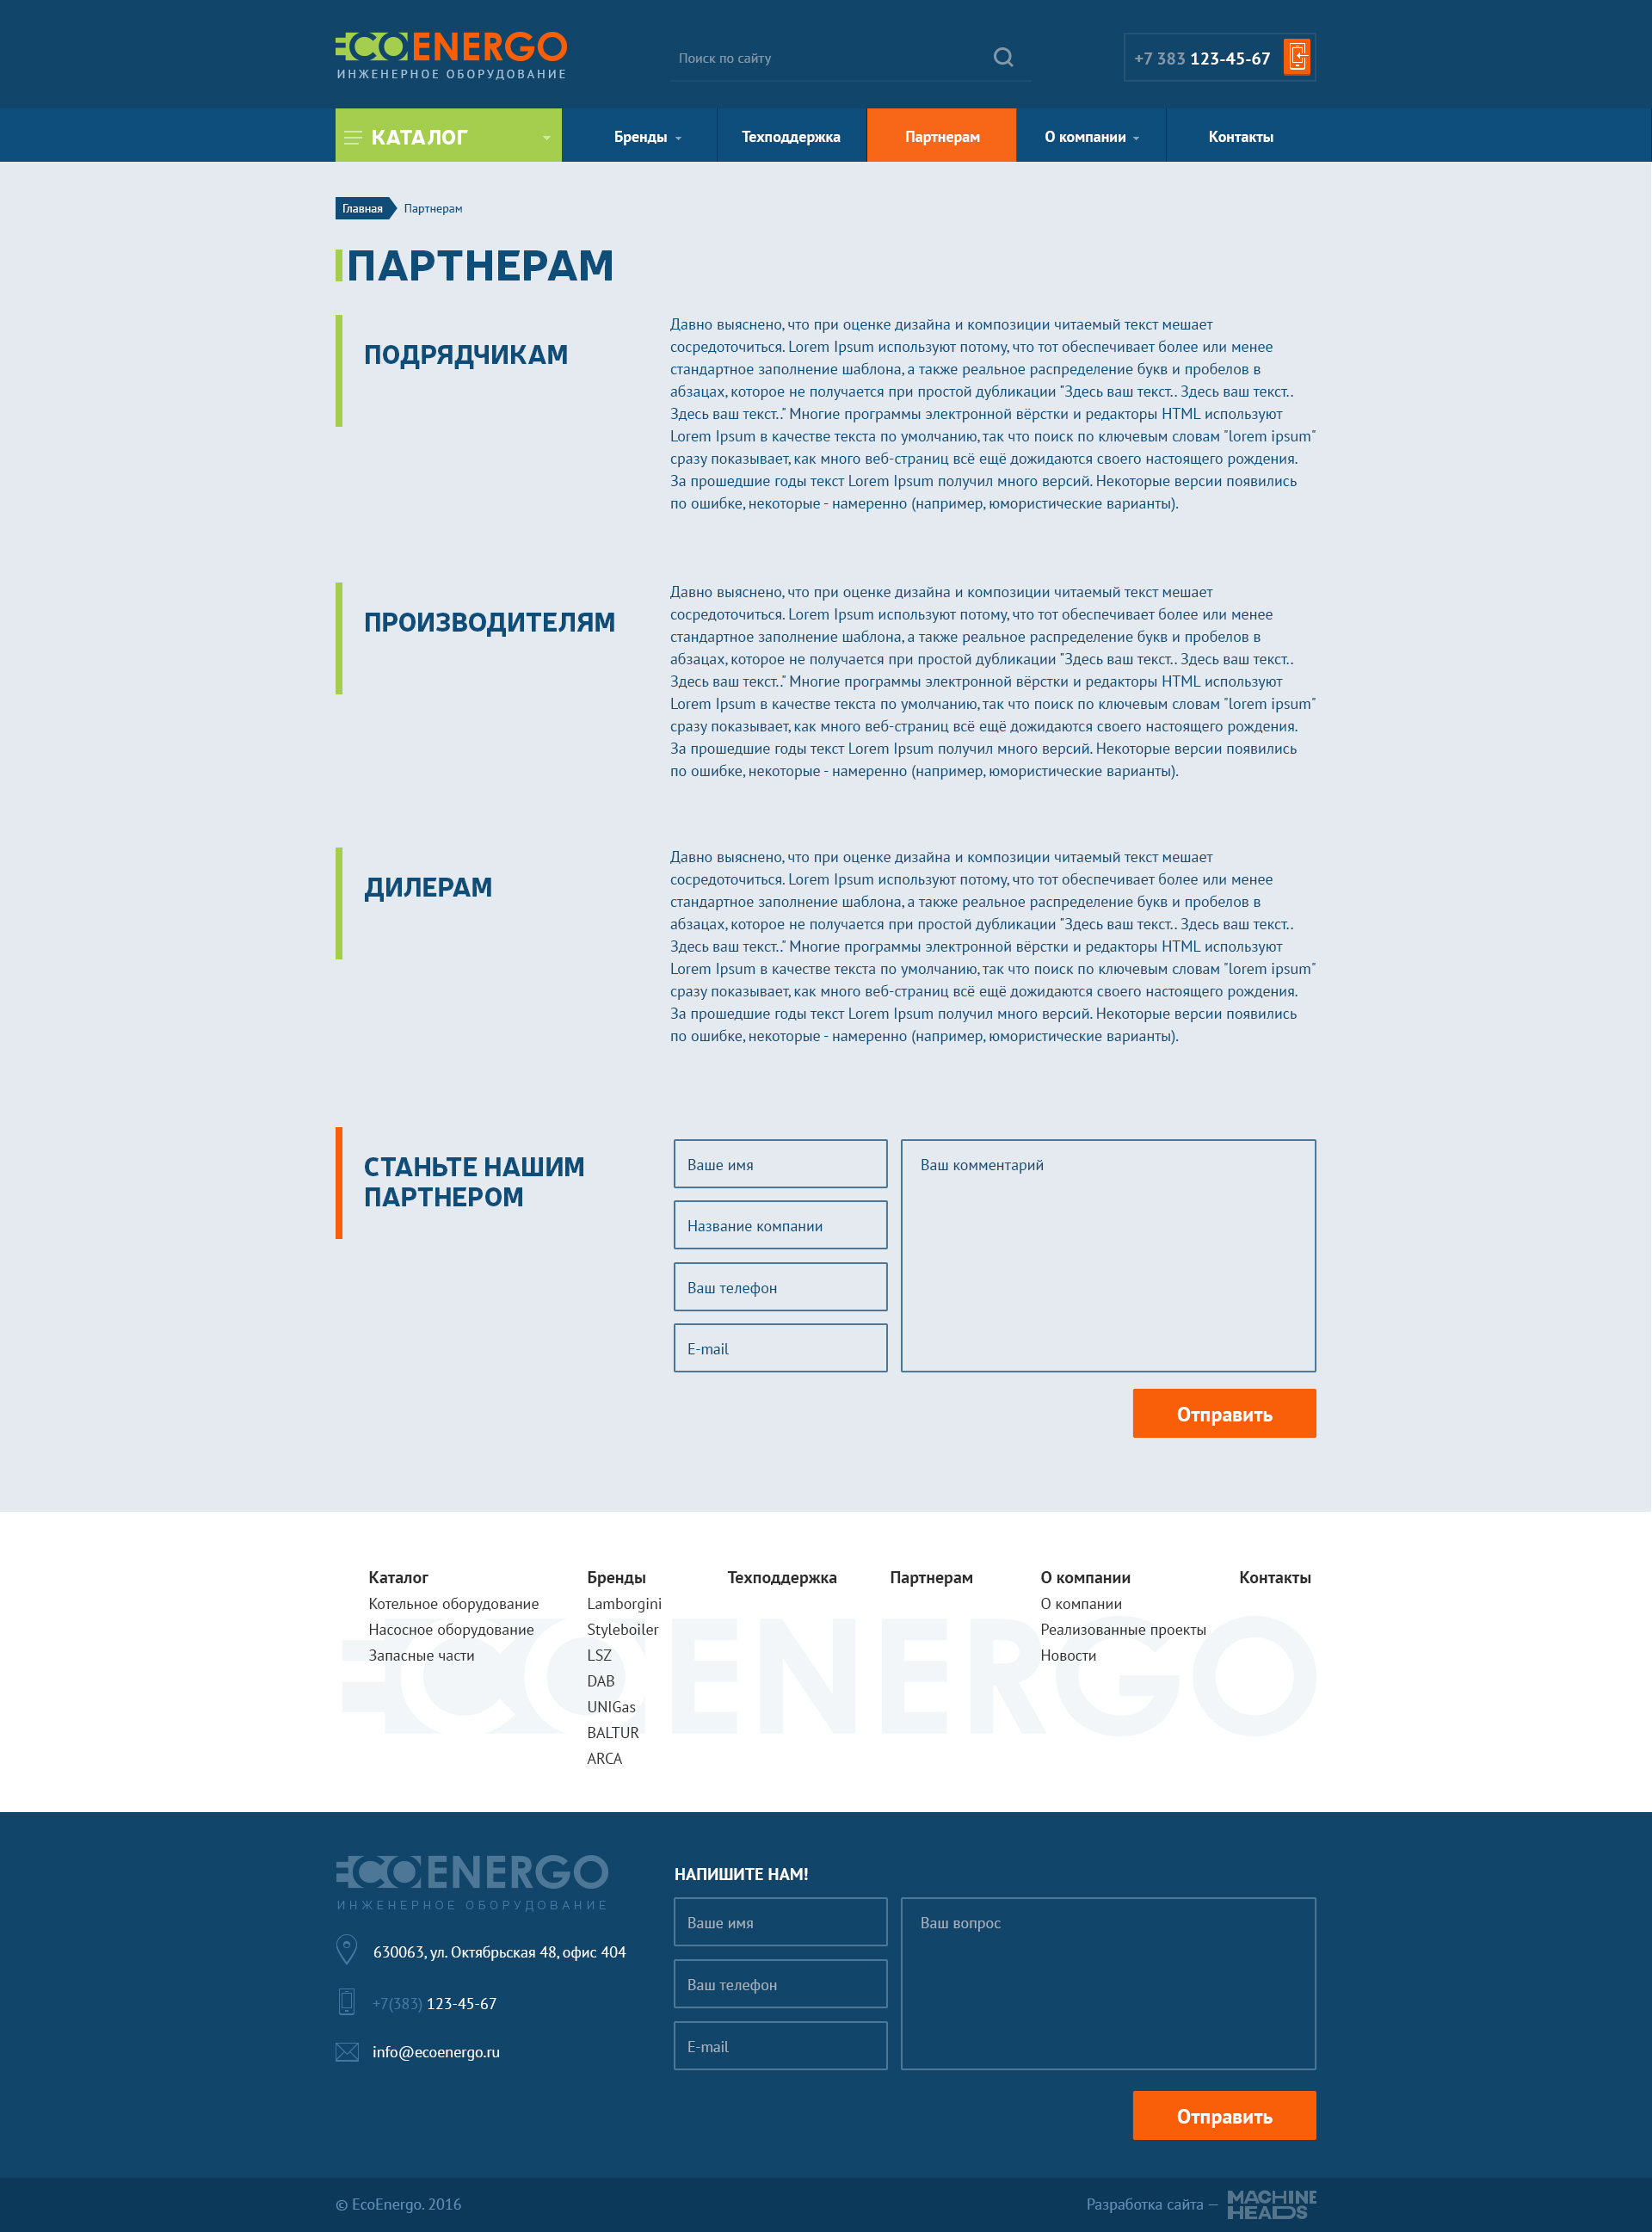 ECOENERGO
ИНЖЕНЕРНОЕ ОБОРУДОВАНИЕ
Поиск по сайту
+7 383 123-45-67
КАТАЛОГ
Бренды
Техподдержка
Партнерам
О компании
Контакты
Главная
Партнерам
ПАРТНЕРАМ
ПОДРЯДЧИКАМ
Давно выяснено, что при оценке дизайна и композиции читаемый текст мешает
сосредоточиться. Lorem Ipsum используют потому, что тот обеспечивает более или менее
стандартное заполнение шаблона, а также реальное распределение букв и пробелов в
абзацах, которое не получается при простой дубликации "Здесь ваш текст.. Здесь ваш текст..
Здесь ваш текст.." Многие программы электронной вёрстки и редакторы HTML используют
Lorem Ipsum в качестве текста по умолчанию, так что поиск по ключевым словам "lorem ipsum"
сразу показывает, как много веб-страниц всё ещё дожидаются своего настоящего рождения.
За прошедшие годы текст Lorem Ipsum получил много версий. Некоторые версии появились
по ошибке, некоторые - намеренно (например, юмористические варианты).
ПРОИЗВОДИТЕЛЯМ
Давно выяснено, что при оценке дизайна и композиции читаемый текст мешает
сосредоточиться. Lorem Ipsum используют потому, что тот обеспечивает более или менее
стандартное заполнение шаблона, а также реальное распределение букв и пробелов в
абзацах, которое не получается при простой дубликации "Здесь ваш текст.. Здесь ваш текст..
Здесь ваш текст.." Многие программы электронной вёрстки и редакторы HTML используют
Lorem Ipsum в качестве текста по умолчанию, так что поиск по ключевым словам "lorem ipsum"
сразу показывает, как много веб-страниц всё ещё дожидаются своего настоящего рождения.
За прошедшие годы текст Lorem Ipsum получил много версий. Некоторые версии появились
по ошибке, некоторые - намеренно (например, юмористические варианты).
ДИЛЕРАМ
Давно выяснено, что при оценке дизайна и композиции читаемый текст мешает
сосредоточиться. Lorem Ipsum используют потому, что тот обеспечивает более или менее
стандартное заполнение шаблона, а также реальное распределение букв и пробелов в
абзацах, которое не получается при простой дубликации "Здесь ваш текст.. Здесь ваш текст..
Здесь ваш текст.." Многие программы электронной вёрстки и редакторы HTML используют
Lorem Ipsum в качестве текста по умолчанию, так что поиск по ключевым словам "lorem ipsum"
сразу показывает, как много веб-страниц всё ещё дожидаются своего настоящего рождения.
За прошедшие годы текст Lorem Ipsum получил много версий. Некоторые версии появились
по ошибке, некоторые - намеренно (например, юмористические варианты).
СТАНЬТЕ НАШИМ
ПАРТНЕРОМ
Ваше имя
Название компании
Ваш телефон
E-mail
Ваш комментарий
Отправить
Каталог
Котельное оборудование
Насосное оборудование
Запасные части
Бренды
Lamborgini
Styleboiler
LSZ
DAB
UNIGas
BALTUR
ARCA
Техподдержка
Партнерам
О компании
О компании
Реализованные проекты
Новости
Контакты
ECOENERGO
ECOENERGO
ИНЖЕНЕРНОЕ ОБОРУДОВАНИЕ
630063, ул. Октябрьская 48, офис 404
+7(383) 123-45-67
info@ecoenergo.ru
НАПИШИТЕ НАМ!
Ваше имя
Ваш телефон
E-mail
Ваш вопрос
Отправить
© EcoEnergo. 2016
Разработка сайта —
MACHINE
HEADS